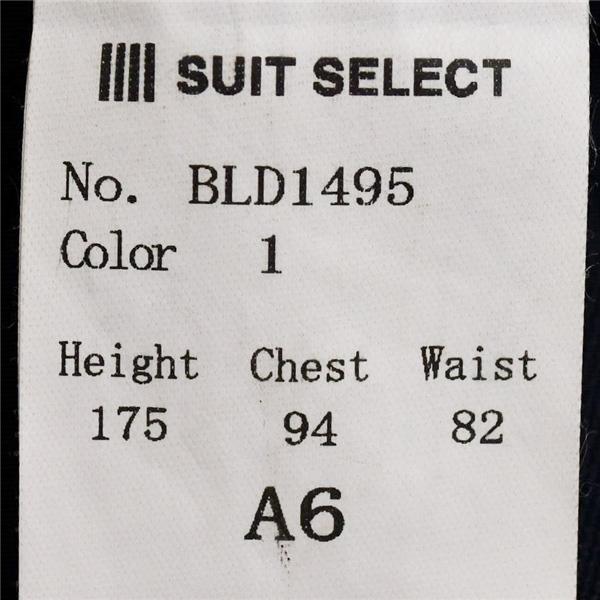 SUIT SELECT
No. BLD1495
Color 1
Height Chest Waist
175 94 82
A6